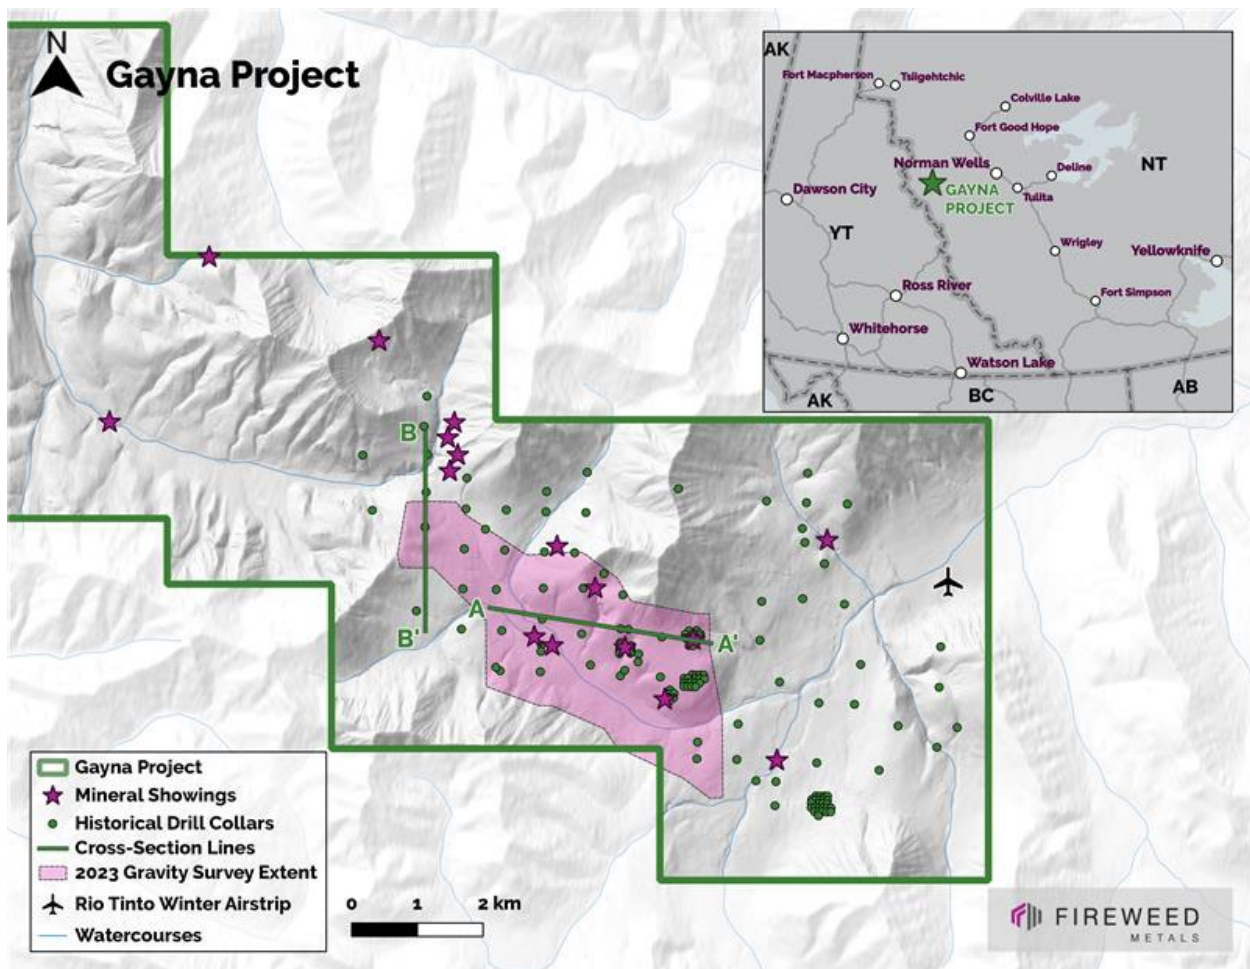 N
Gayna Project
AK
Fort Macpherson
Tsiigehtchic
Colville Lake
Fort Good Hope
Norman Wells
Deline
NT
GAYNA
PROJECT
Tulita
Dawson City
YT
Wrigley
Yellowknife
Ross River
Fort Simpson
Whitehorse
Watson Lake
AK
BC
AB
B
A
A'
B'
Gayna Project
Mineral Showings
Historical Drill Collars
Cross-Section Lines
2023 Gravity Survey Extent
Rio Tinto Winter Airstrip
Watercourses
0 1 2 km
FIREWEED
METALS